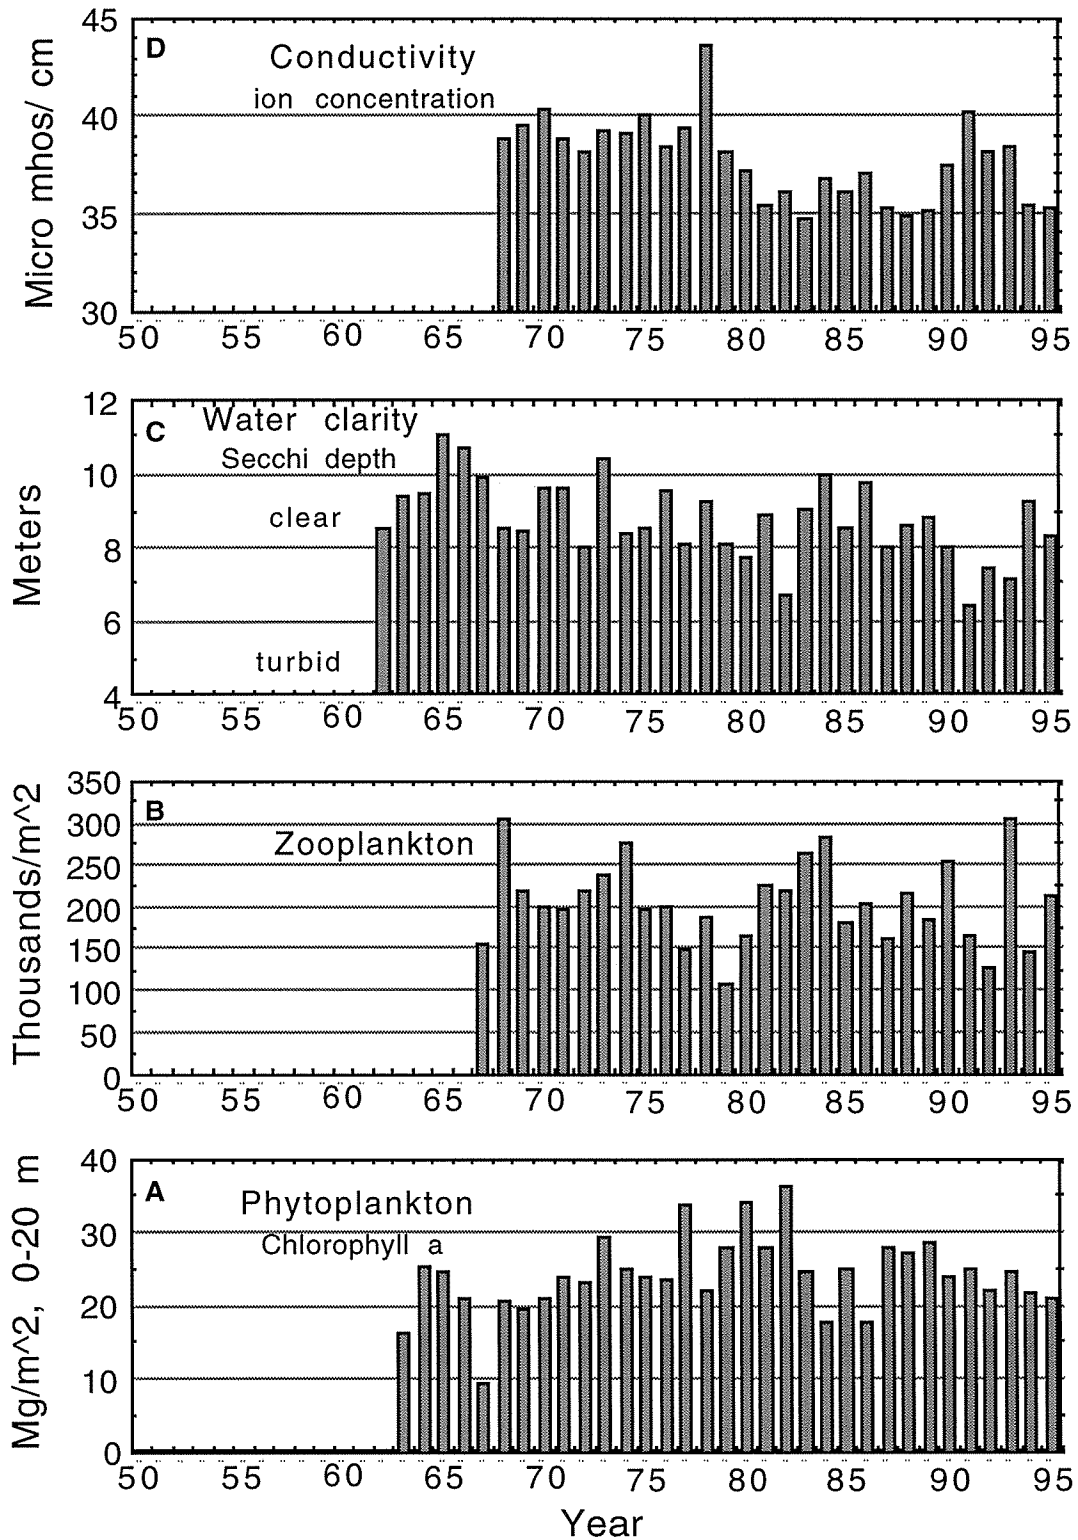 45
D
Conductivity
ion concentration
40
35
30
Micro mhos/ cm
50 55 60 65 70 75 80 85 90 95
12
C
Water clarity
Secchi depth
10
clear
8
6
turbid
4
Meters
50 55 60 65 70 75 80 85 90 95
350
B
300
Zooplankton
250
200
150
100
50
0
Thousands/m^2
50 55 60 65 70 75 80 85 90 95
40
A
Phytoplankton
30
Chlorophyll a
20
10
0
Mg/m^2, 0-20 m
50 55 60 65 70 75 80 85 90 95
Year